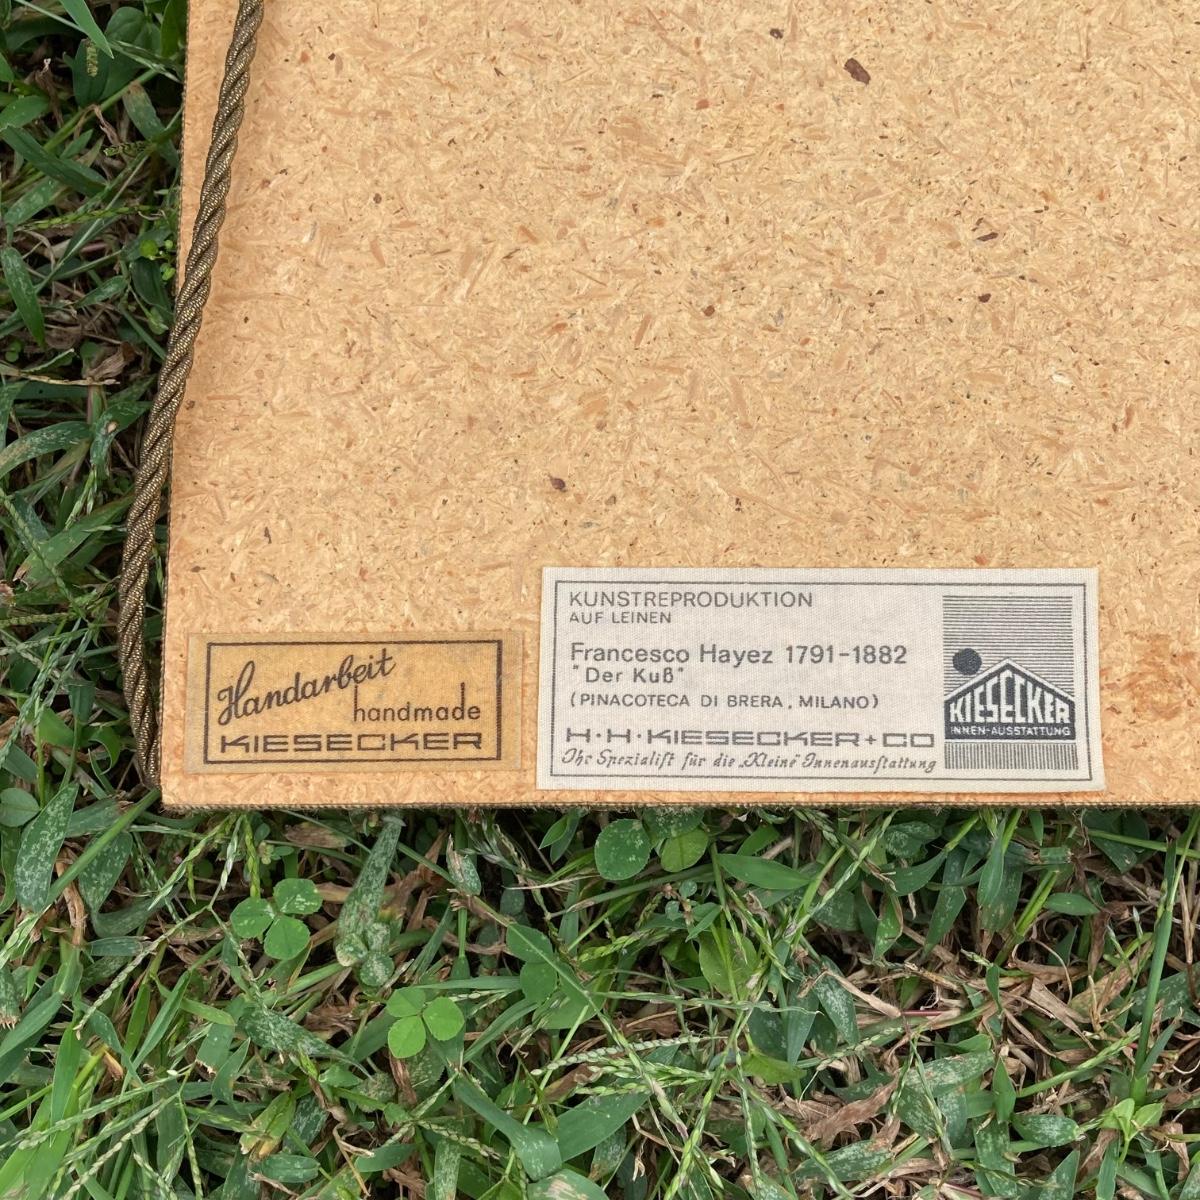 Handarbeit
handmade
KIESECKER
KUNSTREPRODUKTION
AUF LEINEN
Francesco Hayez 1791-1882
"Der Kuß"
(PINACOTECA DI BRERA, MILANO)
H·H·KIESECKER+CO
Ihr Spezialist für die „Kleine" Innenausstattung
KIESECKER
INNEN-AUSSTATTUNG